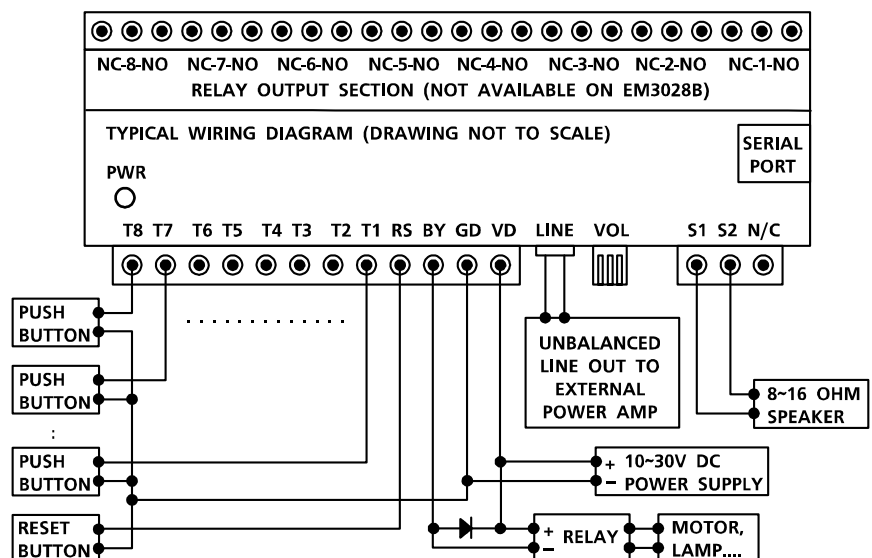 NC-8-NO NC-7-NO NC-6-NO NC-5-NO NC-4-NO NC-3-NO NC-2-NO NC-1-NO
RELAY OUTPUT SECTION (NOT AVAILABLE ON EM3028B)
TYPICAL WIRING DIAGRAM (DRAWING NOT TO SCALE)
SERIAL
PORT
PWR
T8 T7 T6 T5 T4 T3 T2 T1 RS BY GD VD LINE VOL S1 S2 N/C
PUSH
BUTTON
UNBALANCED
LINE OUT TO
EXTERNAL
POWER AMP
PUSH
BUTTON
8~16 OHM
SPEAKER
:
PUSH
BUTTON
+ 10~30V DC
- POWER SUPPLY
RESET
BUTTON
+ RELAY
-
MOTOR,
LAMP....